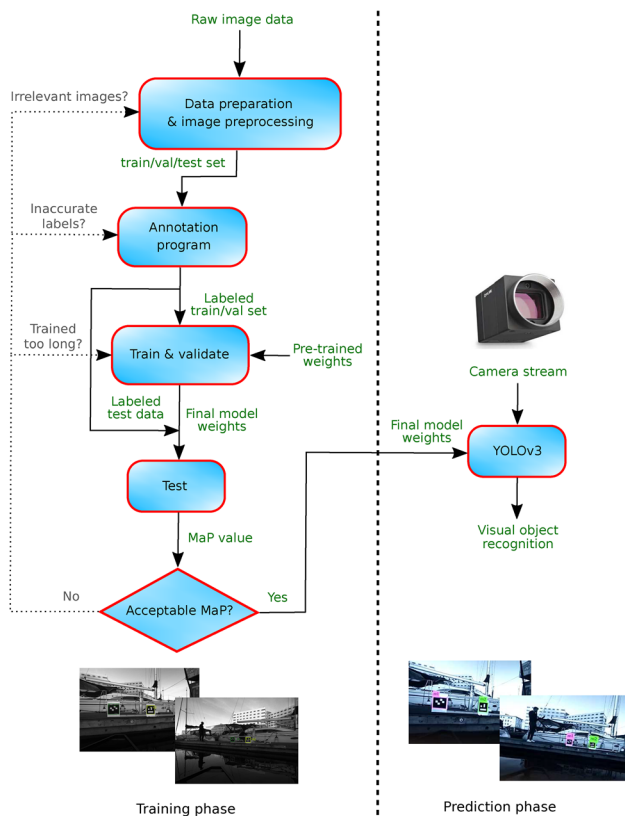 Raw image data
Irrelevant images?
Data preparation
& image preprocessing
train/val/test set
Inaccurate
labels?
Annotation
program
Labeled
train/val set
Trained
too long?
Train & validate
Pre-trained
weights
Labeled
test data
Final model
weights
Test
MaP value
No
Acceptable MaP?
Yes
Training phase
Camera stream
Final model
weights
YOLOv3
Visual object
recognition
Prediction phase